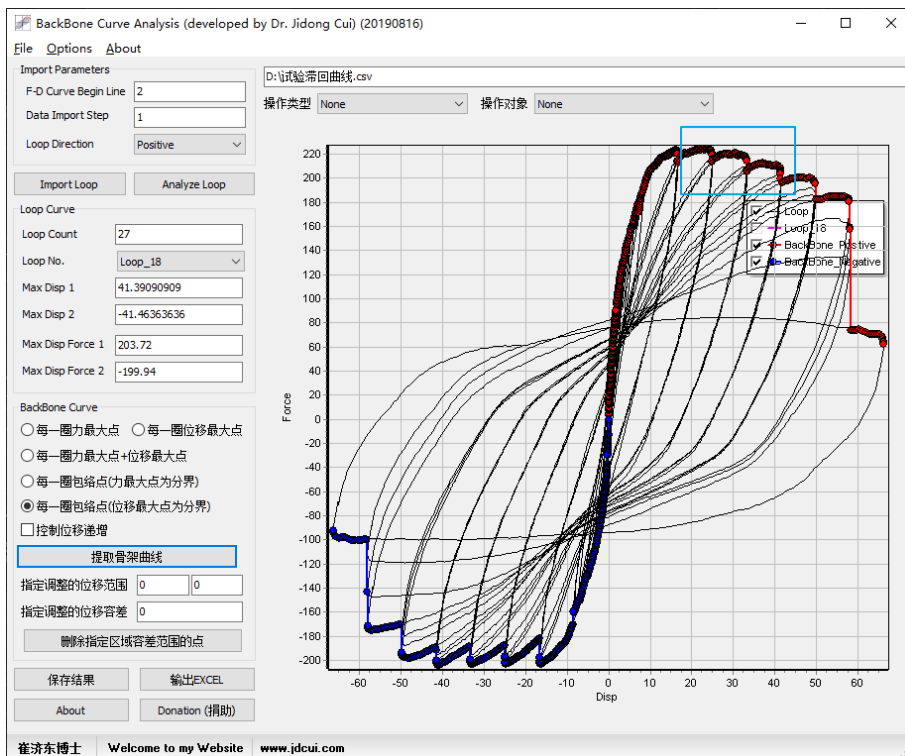 BackBone Curve Analysis (developed by Dr. Jidong Cui) (20190816)
File Options About
Import Parameters
F-D Curve Begin Line 2
Data Import Step 1
Loop Direction Positive
Import Loop Analyze Loop
Loop Curve
Loop Count 27
Loop No. Loop_18
Max Disp 1 41.39090909
Max Disp 2 -41.46363636
Max Disp Force 1 203.72
Max Disp Force 2 -199.94
BackBone Curve
每一圈力最大点 每一圈位移最大点
每一圈力最大点+位移最大点
每一圈包络点(力最大点为分界)
每一圈包络点(位移最大点为分界)
控制位移递增
提取骨架曲线
指定调整的位移范围 0 0
指定调整的位移容差 0
删除指定区域容差范围的点
保存结果 输出EXCEL
About Donation (捐助)
D:\试验滞回曲线.csv
操作类型 None 操作对象 None
220
200
180
160
140
120
100
80
60
40
20
0
-20
-40
-60
-80
-100
-120
-140
-160
-180
-200
Force
Loop
Loop_18
BackBone_Positive
BackBone_Negative
-60 -50 -40 -30 -20 -10 0 10 20 30 40 50 60
Disp
崔济东博士 Welcome to my Website www.jdcui.com